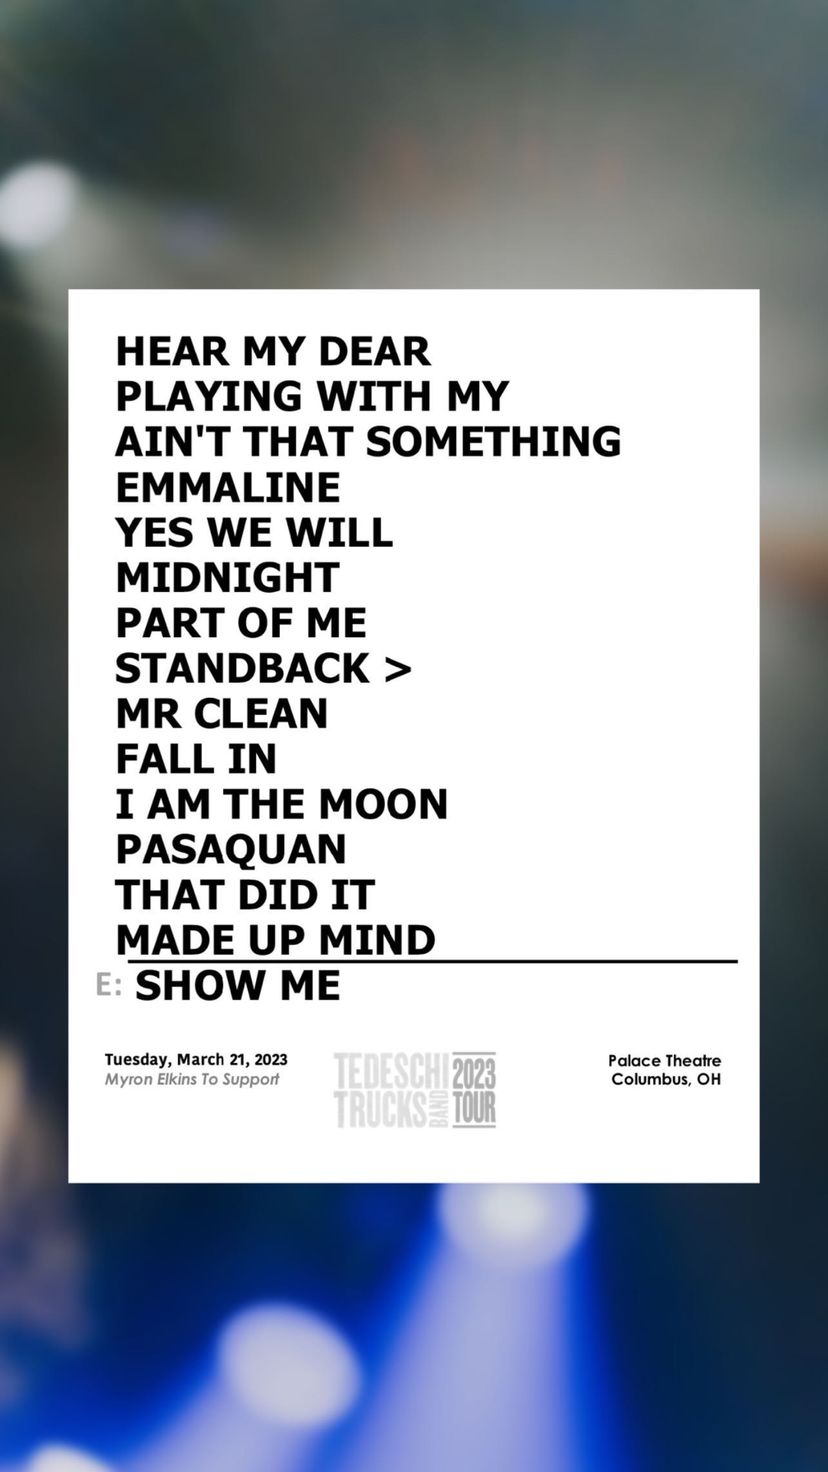 HEAR MY DEAR
PLAYING WITH MY
AIN'T THAT SOMETHING
EMMALINE
YES WE WILL
MIDNIGHT
PART OF ME
STANDBACK >
MR CLEAN
FALL IN
I AM THE MOON
PASAQUAN
THAT DID IT
MADE UP MIND
E: SHOW ME
Tuesday, March 21, 2023
Myron Elkins To Support
TEDESCHI
TRUCKS BAND
2023
TOUR
Palace Theatre
Columbus, OH